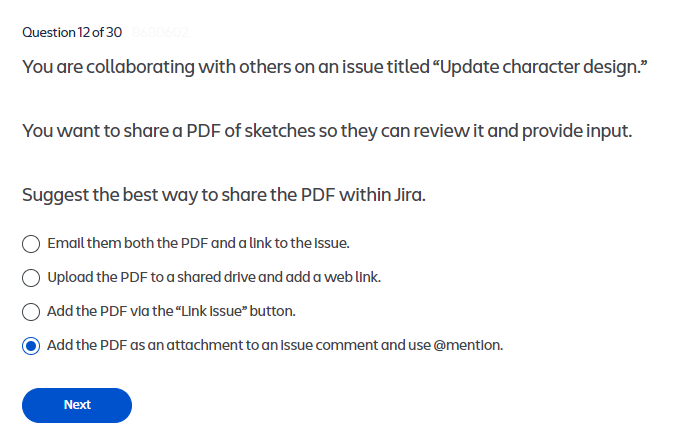 Question 12 of 30
You are collaborating with others on an issue titled “Update character design.”
You want to share a PDF of sketches so they can review it and provide input.
Suggest the best way to share the PDF within Jira.
Email them both the PDF and a link to the issue.
Upload the PDF to a shared drive and add a web link.
Add the PDF via the “Link issue” button.
Add the PDF as an attachment to an issue comment and use @mention.
Next